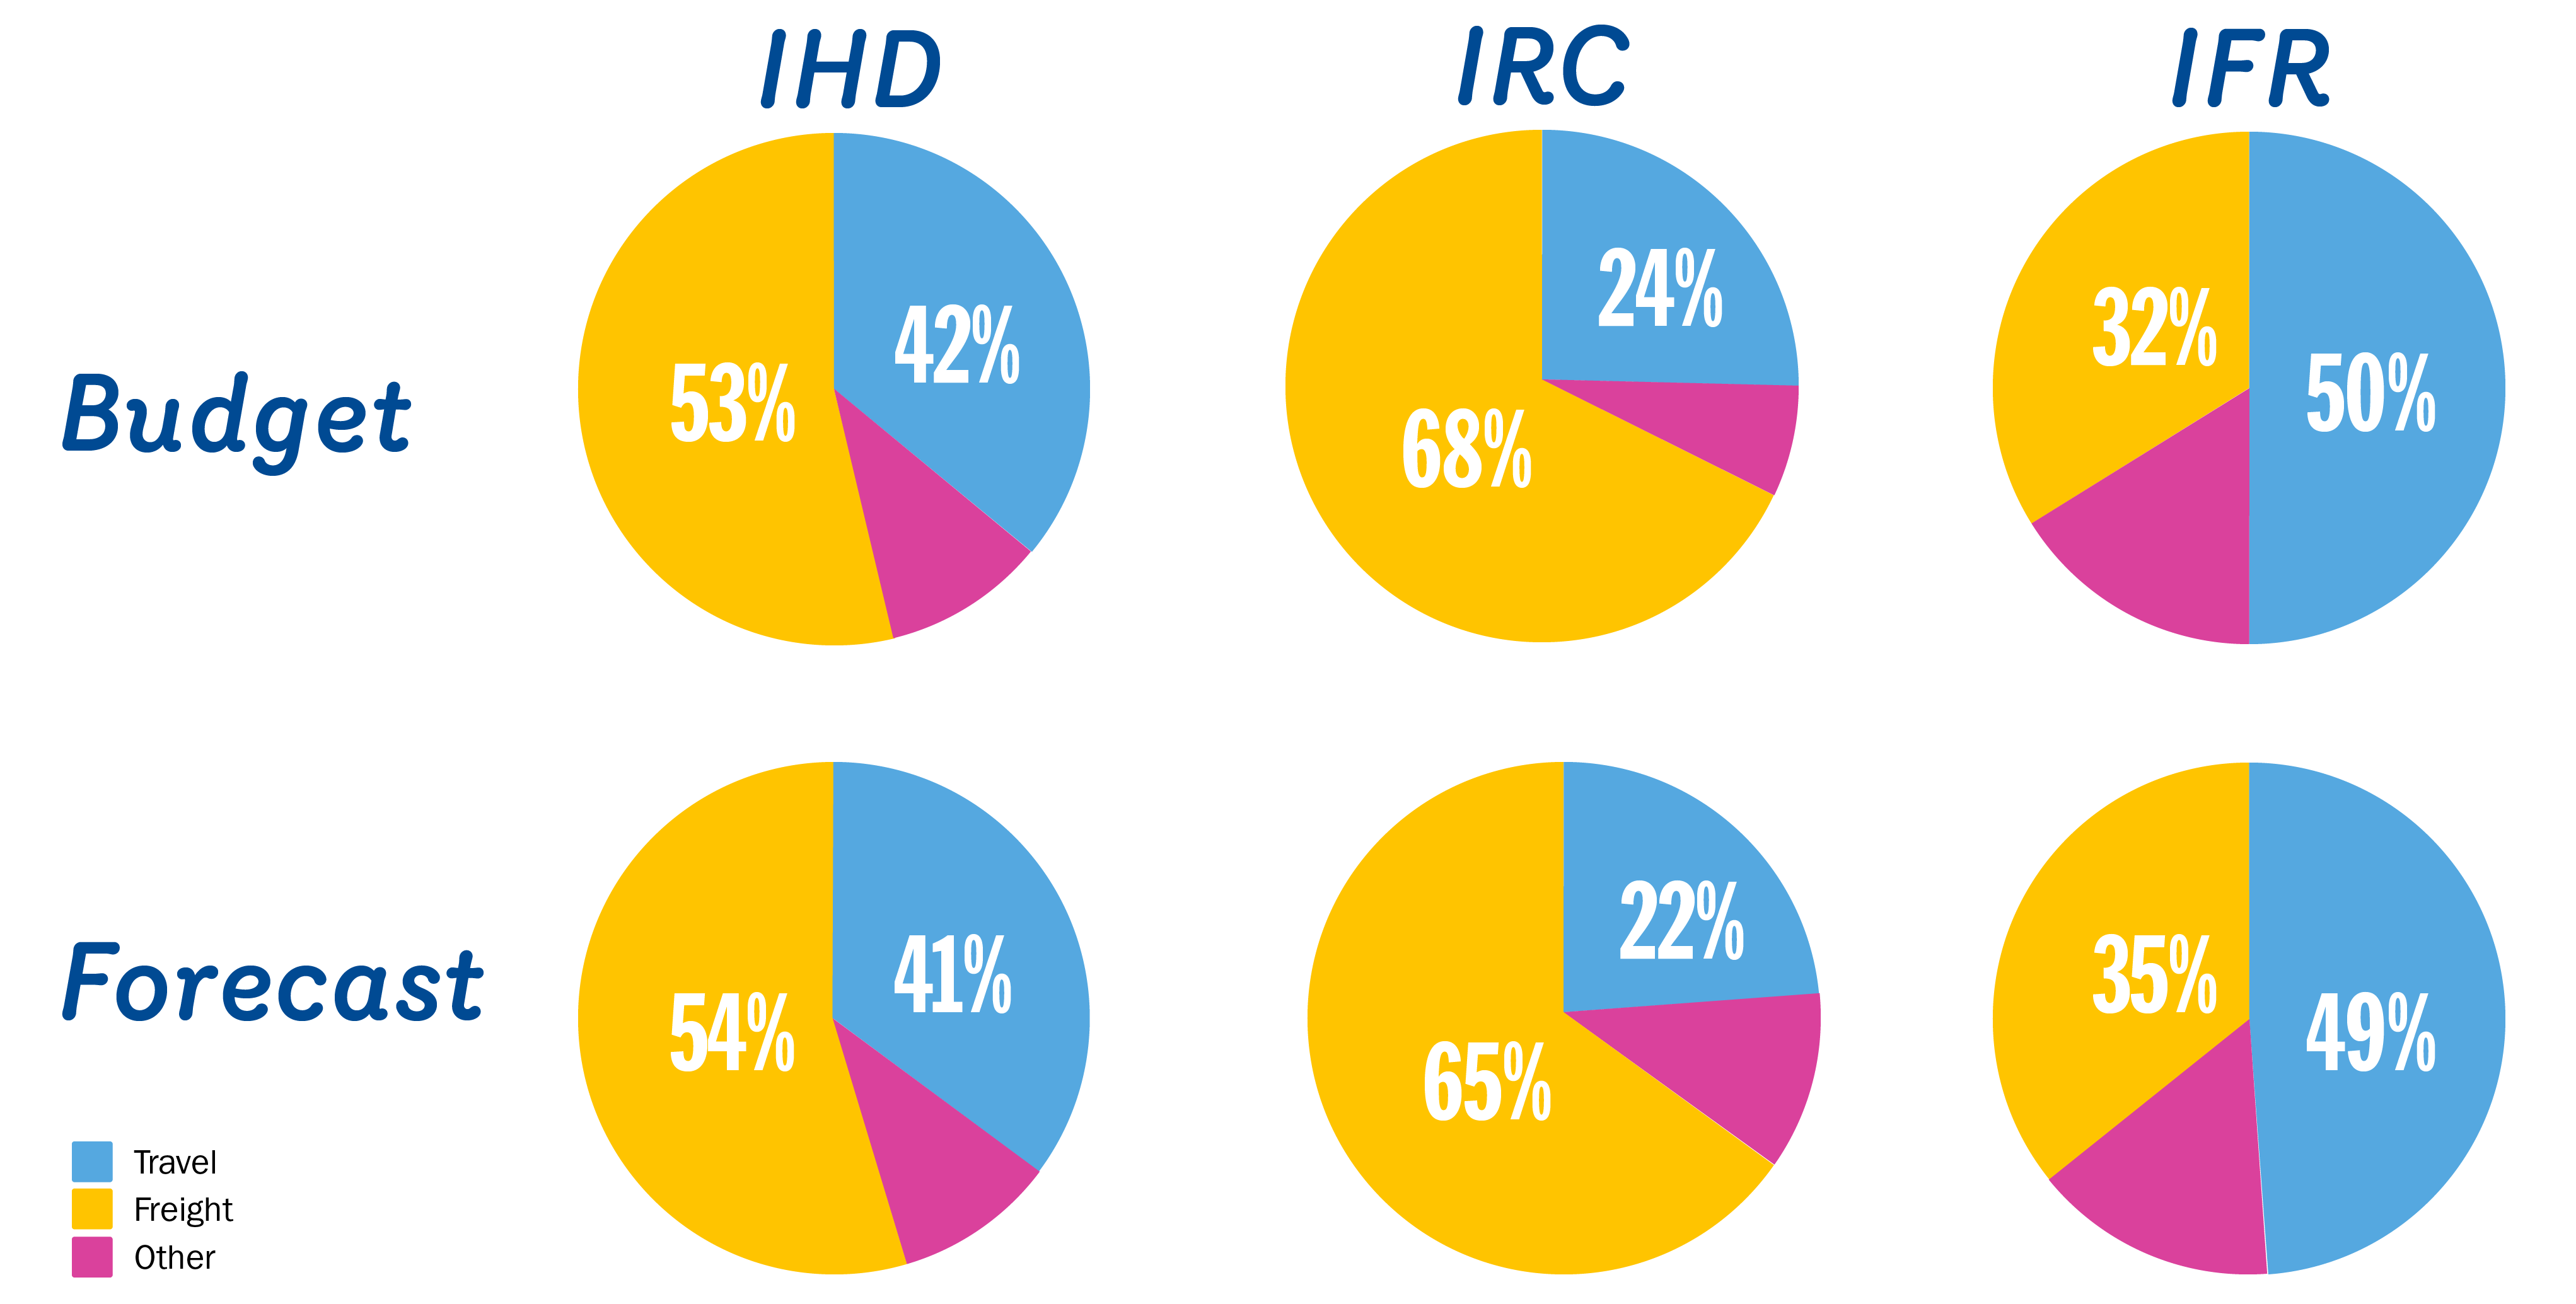 IHD
IRC
IFR
Budget
53%
42%
24%
68%
32%
50%
Forecast
54%
41%
22%
65%
35%
49%
Travel
Freight
Other